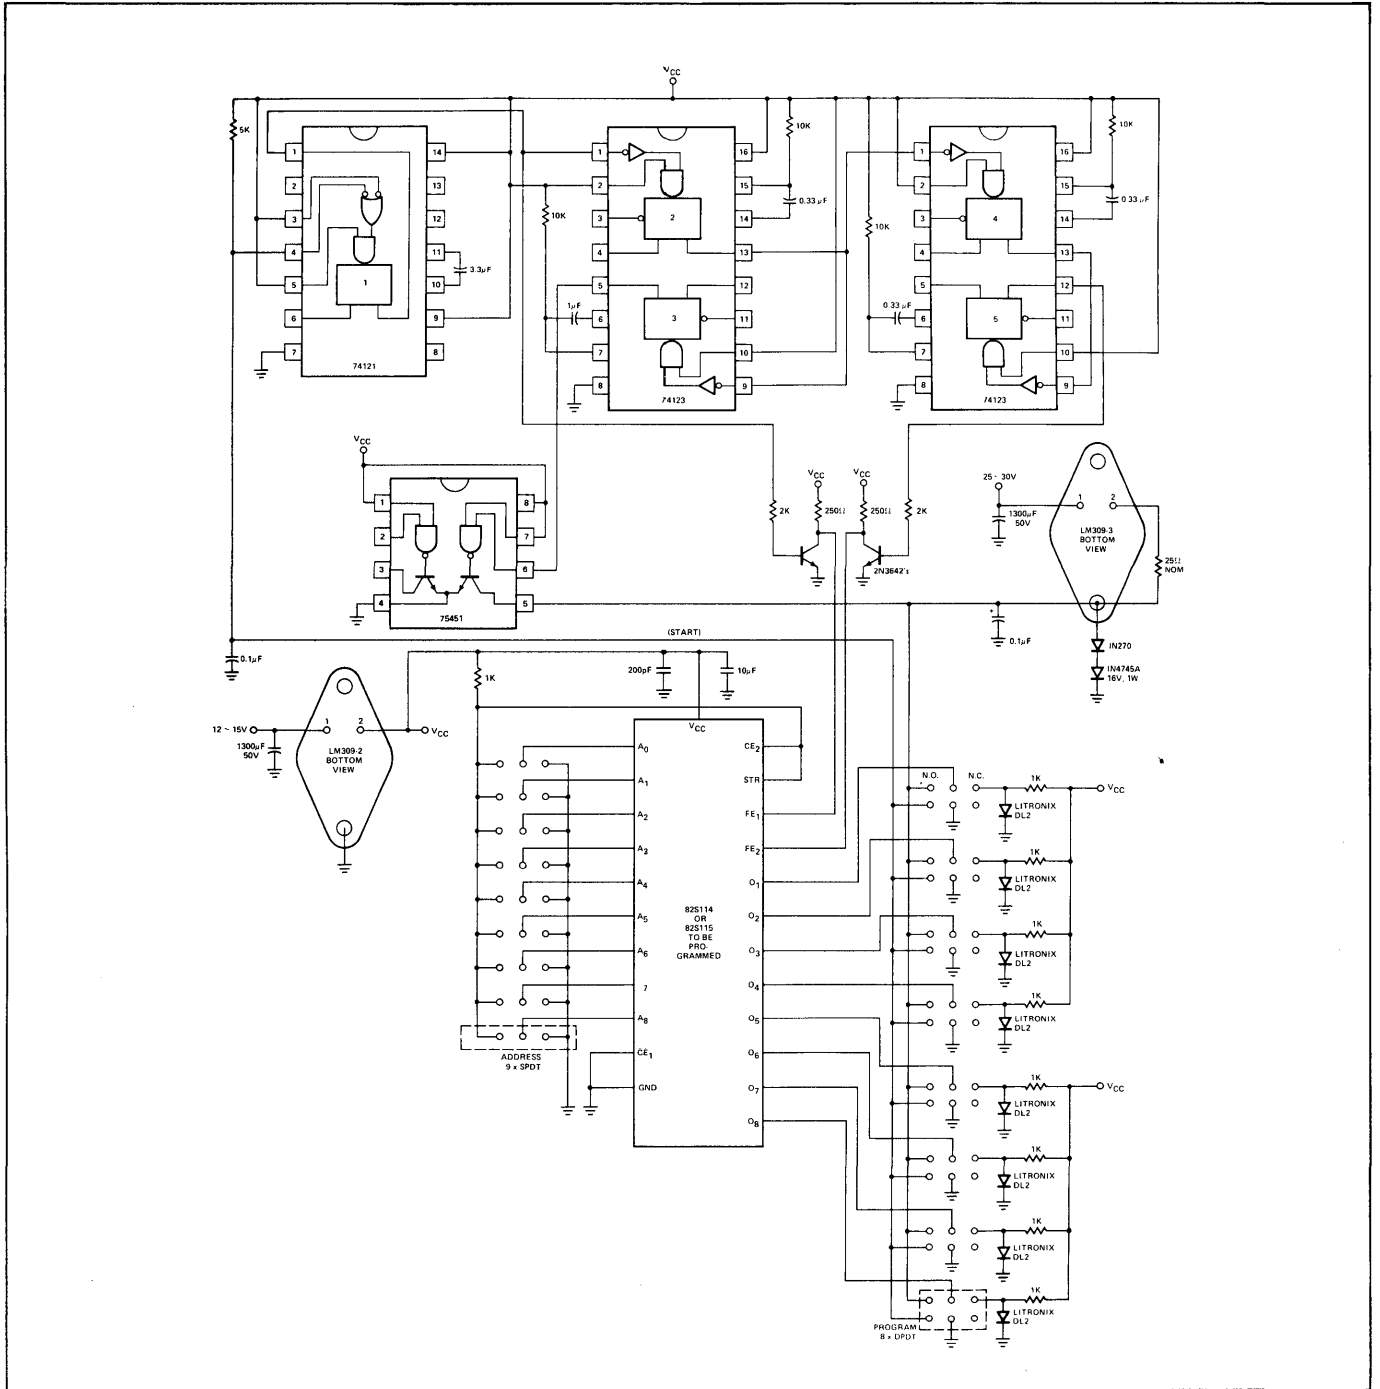 VCC
5K
10K
10K
1
14
2
13
3
12
4
11
5
10
6
9
7
8
1
3.3µF
74121
10K
1µF
1
16
2
15
3
14
4
13
5
12
6
11
7
10
8
9
2
3
0.33 µF
74123
10K
0.33 µF
1
16
2
15
3
14
4
13
5
12
6
11
7
10
8
9
4
5
0.33 µF
74123
VCC
1
8
2
7
3
6
4
5
75451
2K
VCC
250Ω
VCC
250Ω
2K
2N3642's
25 - 30V
1300µF
50V
1
2
LM309-3
BOTTOM
VIEW
25Ω
NOM
+
0.1µF
IN270
IN4745A
16V, 1W
(START)
0.1µF
12 ~ 15V
1300µF
50V
1
2
LM309-2
BOTTOM
VIEW
VCC
1K
200pF
10µF
VCC
A0
A1
A2
A3
A4
A5
A6
7
A8
CE1
GND
CE2
STR
FE1
FE2
O1
O2
O3
O4
O5
O6
O7
O8
82S114
OR
82S115
TO BE
PRO-
GRAMMED
ADDRESS
9 x SPDT
N.O.
N.C.
1K
VCC
LITRONIX
DL2
1K
LITRONIX
DL2
1K
LITRONIX
DL2
1K
LITRONIX
DL2
1K
VCC
LITRONIX
DL2
1K
LITRONIX
DL2
1K
LITRONIX
DL2
1K
LITRONIX
DL2
PROGRAM
8 x DPDT